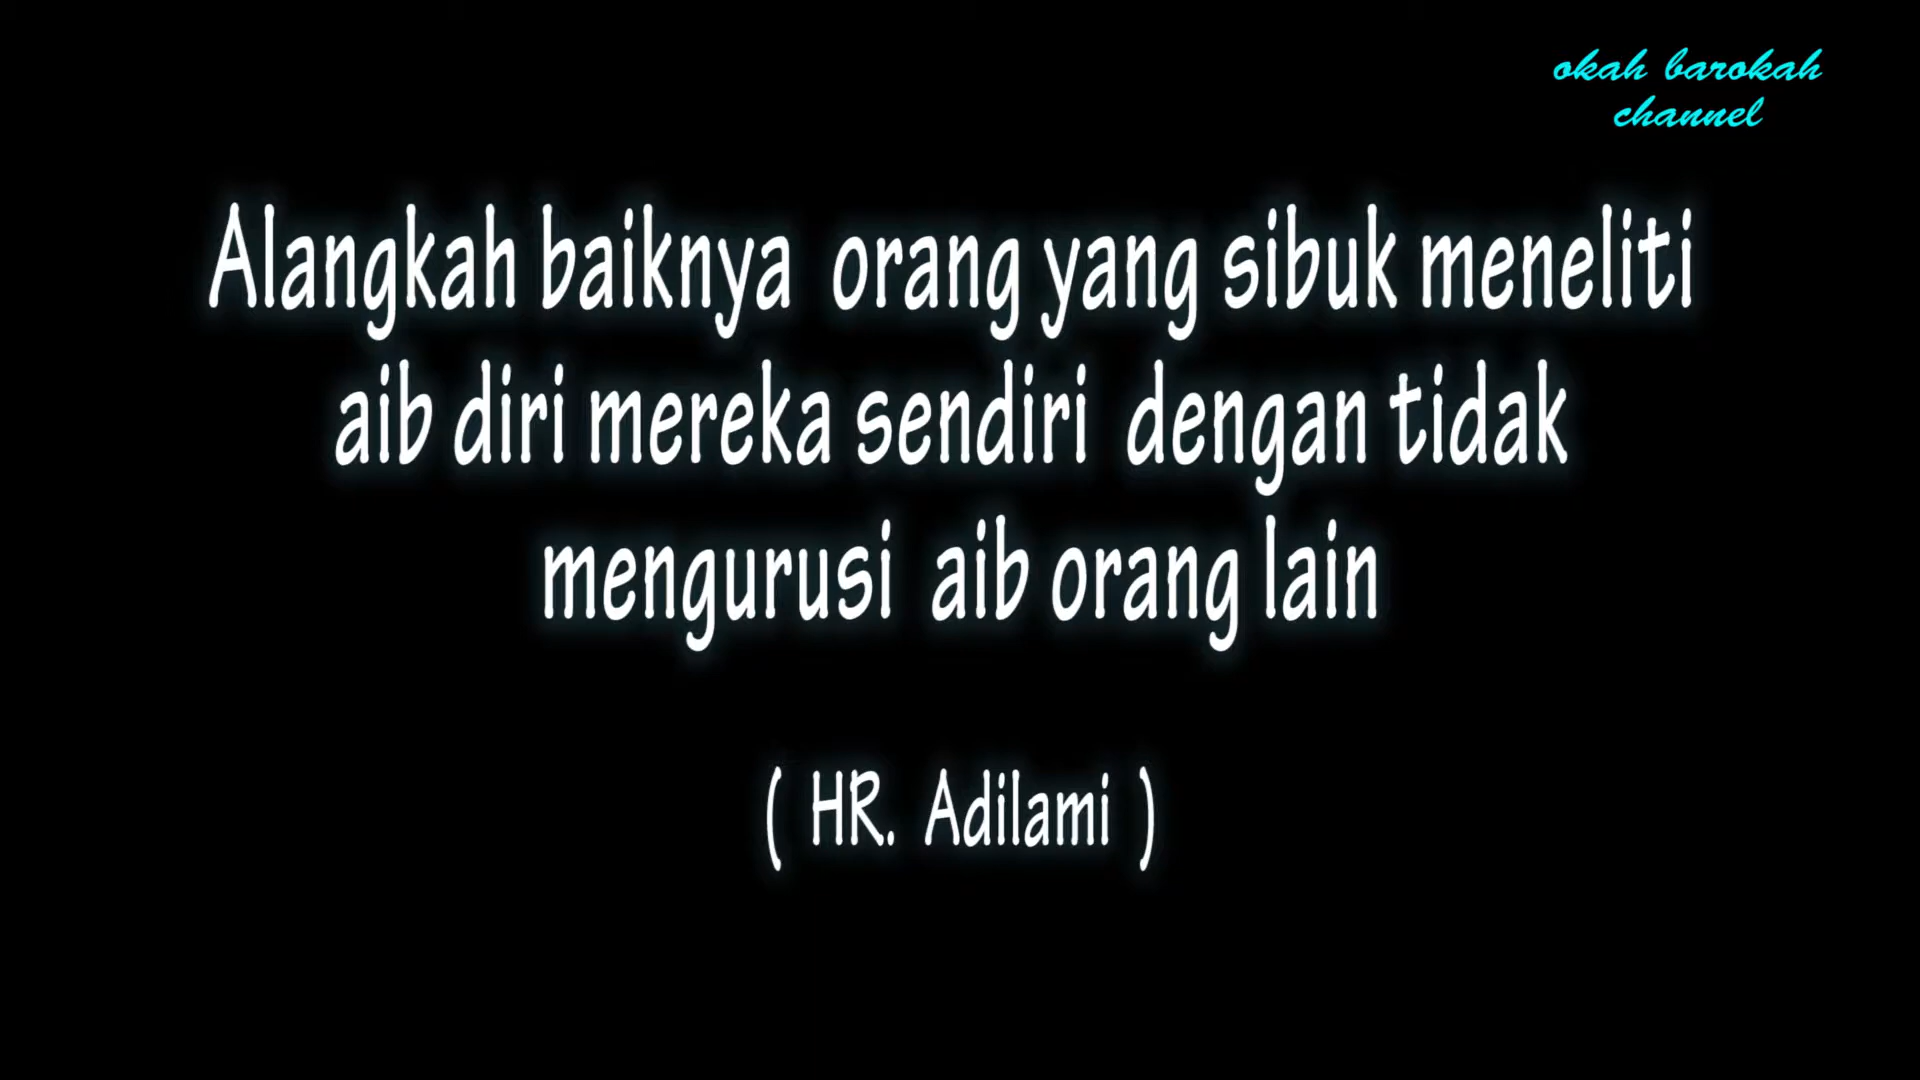 okah barokah
channel
Alangkah baiknya orang yang sibuk meneliti
aib diri mereka sendiri dengan tidak
mengurusi aib orang lain
( HR. Adilami )